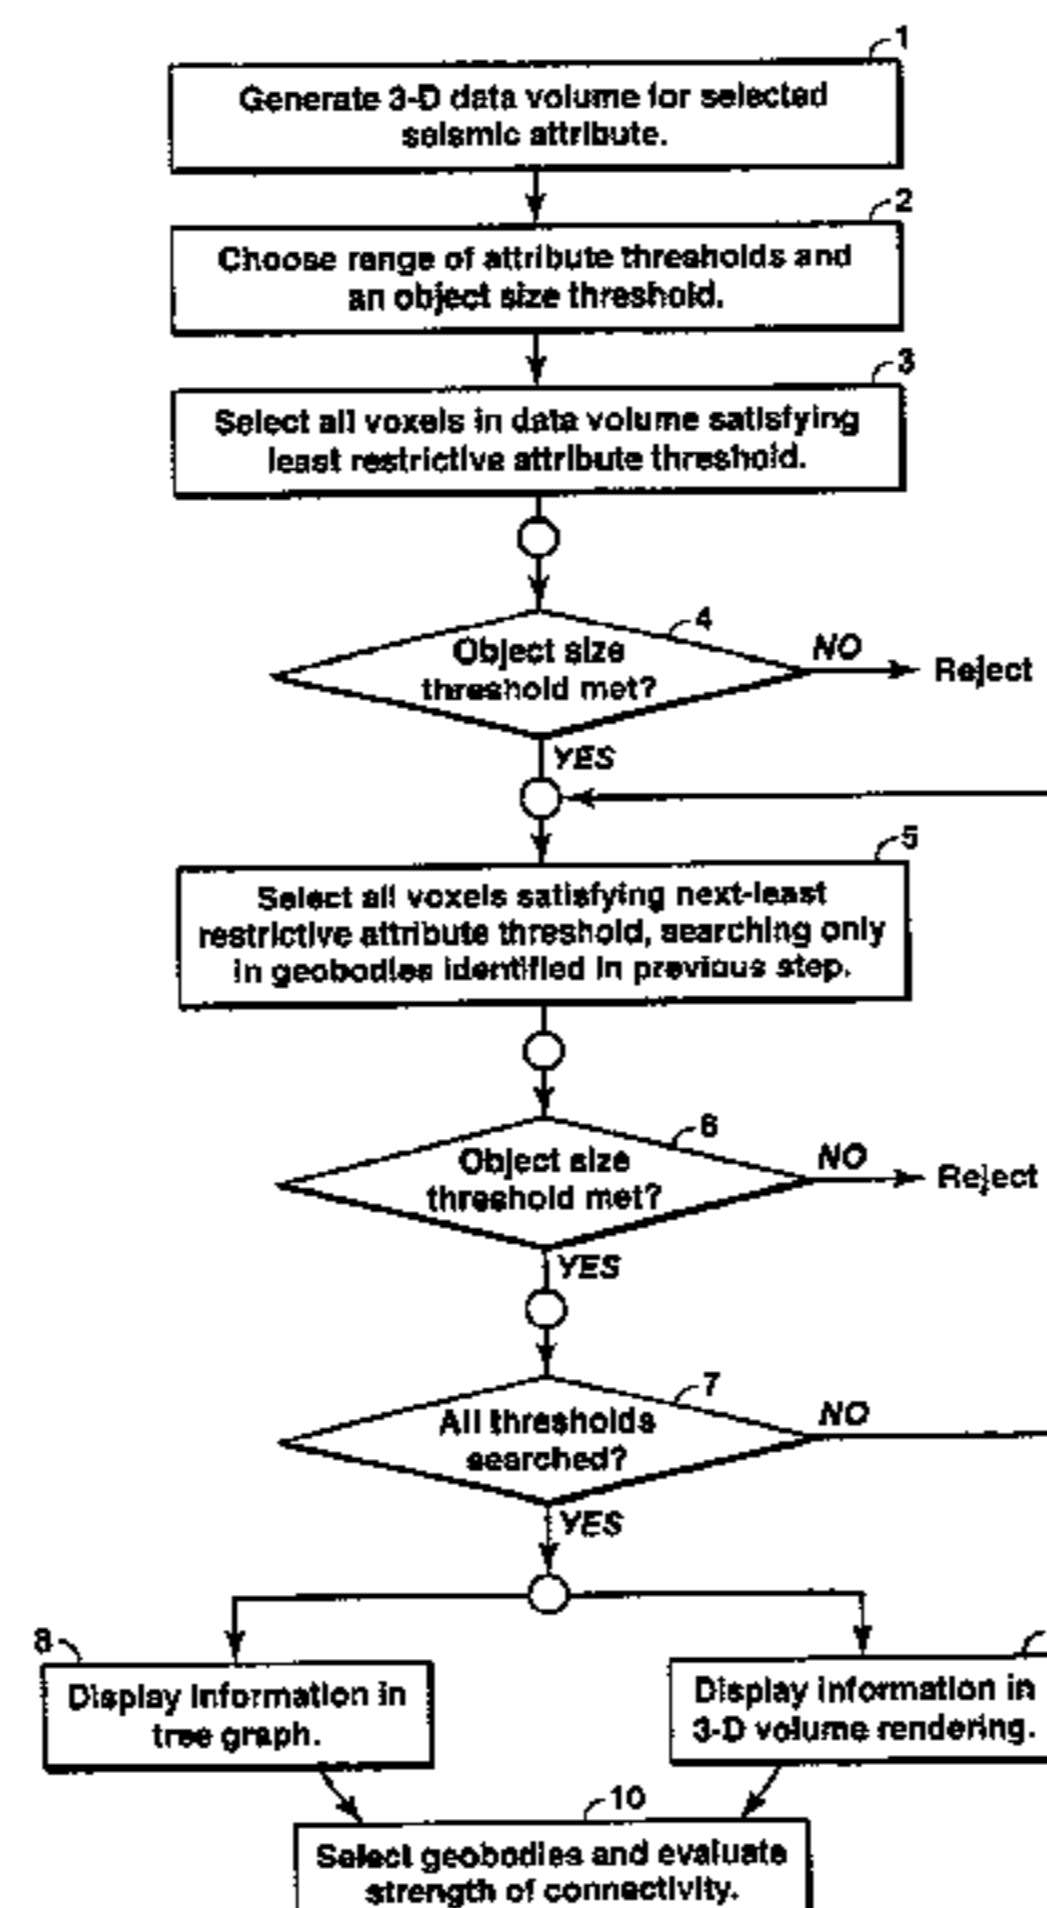 1
Generate 3-D data volume for selected
seismic attribute.
2
Choose range of attribute thresholds and
an object size threshold.
3
Select all voxels in data volume satisfying
least restrictive attribute threshold.
4
Object size
threshold met?
NO
Reject
YES
5
Select all voxels satisfying next-least
restrictive attribute threshold, searching only
in geobodies identified in previous step.
6
Object size
threshold met?
NO
Reject
YES
7
All thresholds
searched?
NO
YES
8
Display information in
tree graph.
Display information in
3-D volume rendering.
10
Select geobodies and evaluate
strength of connectivity.